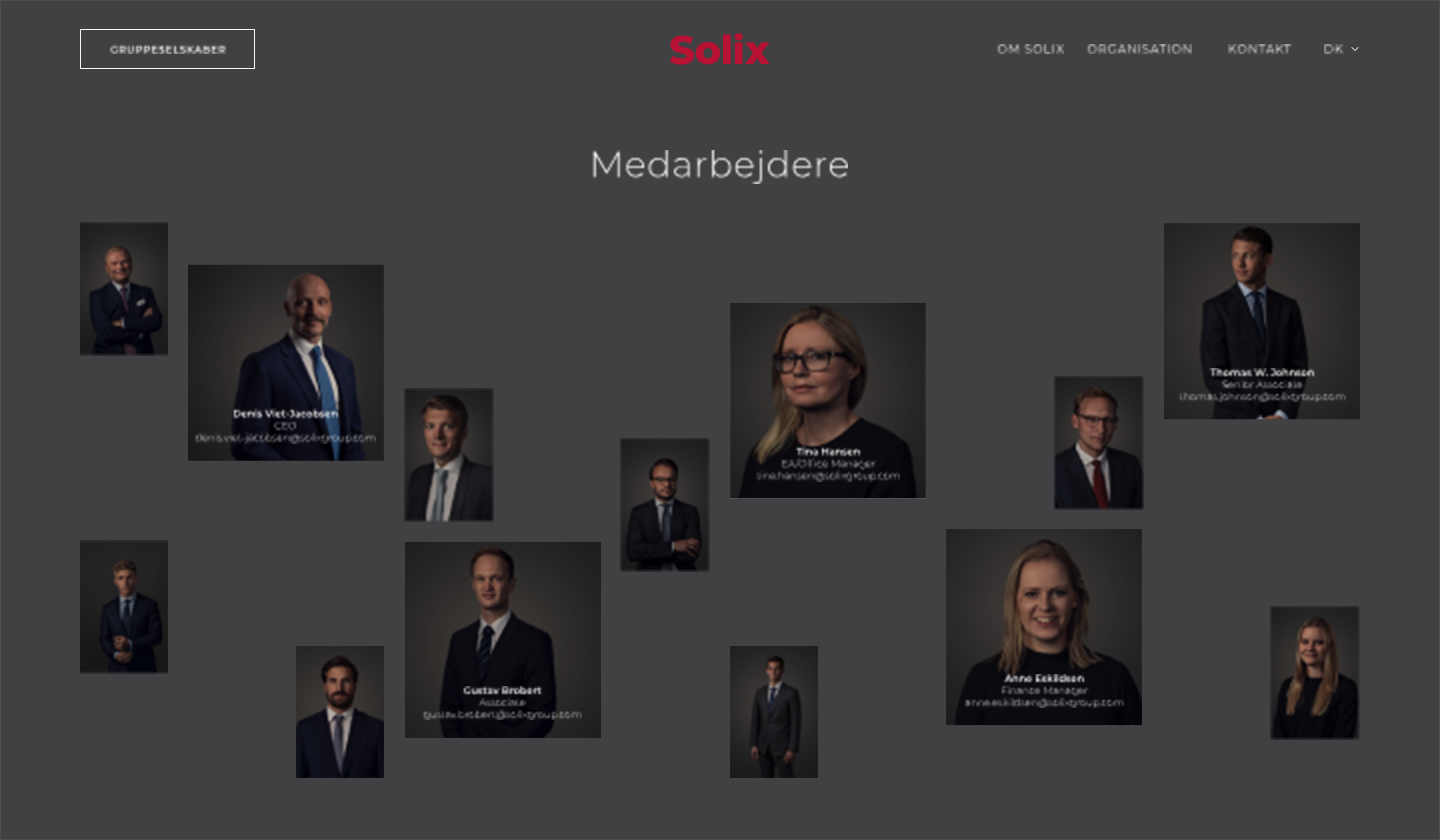 GRUPPESELSKABER
Solix
OM SOLIX
ORGANISATION
KONTAKT
DK
Medarbejdere
Denis Viet-Jacobsen
CEO
denis.viet-jacobsen@solixgroup.com
Tina Hansen
EA/Office Manager
tina.hansen@solixgroup.com
Thomas W. Johnson
Senior Associate
thomas.johnson@solixgroup.com
Gustav Brobert
Associate
gustav.brobert@solixgroup.com
Anne Eskildsen
Finance Manager
anne.eskildsen@solixgroup.com